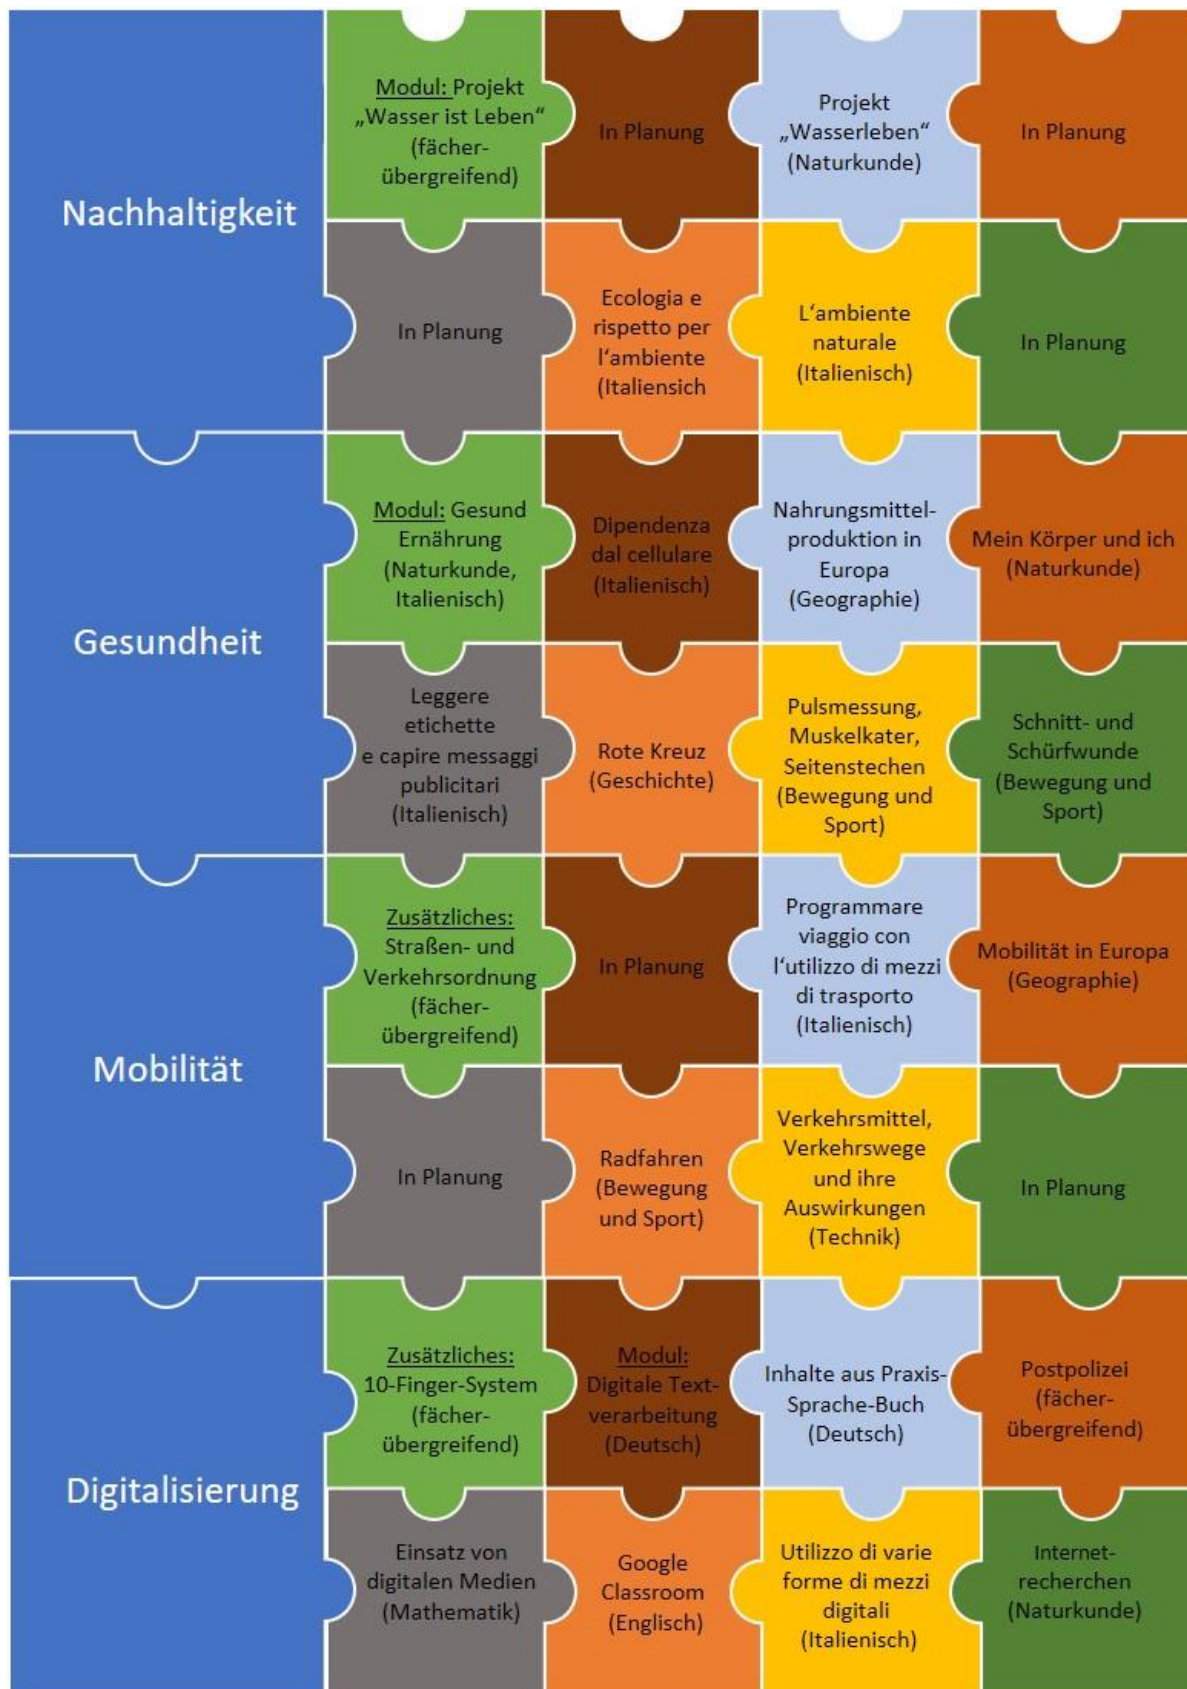 Nachhaltigkeit
Modul: Projekt
„Wasser ist Leben“
(fächer-
übergreifend)
In Planung
Projekt
„Wasserleben“
(Naturkunde)
In Planung
In Planung
Ecologia e
rispetto per
l‘ambiente
(Italiensich
L‘ambiente
naturale
(Italienisch)
In Planung
Gesundheit
Modul: Gesund
Ernährung
(Naturkunde,
Italienisch)
Dipendenza
dal cellulare
(Italienisch)
Nahrungsmittel-
produktion in
Europa
(Geographie)
Mein Körper und ich
(Naturkunde)
Leggere
etichette
e capire messaggi
publicitari
(Italienisch)
Rote Kreuz
(Geschichte)
Pulsmessung,
Muskelkater,
Seitenstechen
(Bewegung und
Sport)
Schnitt- und
Schürfwunde
(Bewegung und
Sport)
Mobilität
Zusätzliches:
Straßen- und
Verkehrsordnung
(fächer-
übergreifend)
In Planung
Programmare
viaggio con
l‘utilizzo di mezzi
di trasporto
(Italienisch)
Mobilität in Europa
(Geographie)
In Planung
Radfahren
(Bewegung
und Sport)
Verkehrsmittel,
Verkehrswege
und ihre
Auswirkungen
(Technik)
In Planung
Digitalisierung
Zusätzliches:
10-Finger-System
(fächer-
übergreifend)
Modul:
Digitale Text-
verarbeitung
(Deutsch)
Inhalte aus Praxis-
Sprache-Buch
(Deutsch)
Postpolizei
(fächer-
übergreifend)
Einsatz von
digitalen Medien
(Mathematik)
Google
Classroom
(Englisch)
Utilizzo di varie
forme di mezzi
digitali
(Italienisch)
Internet-
recherchen
(Naturkunde)